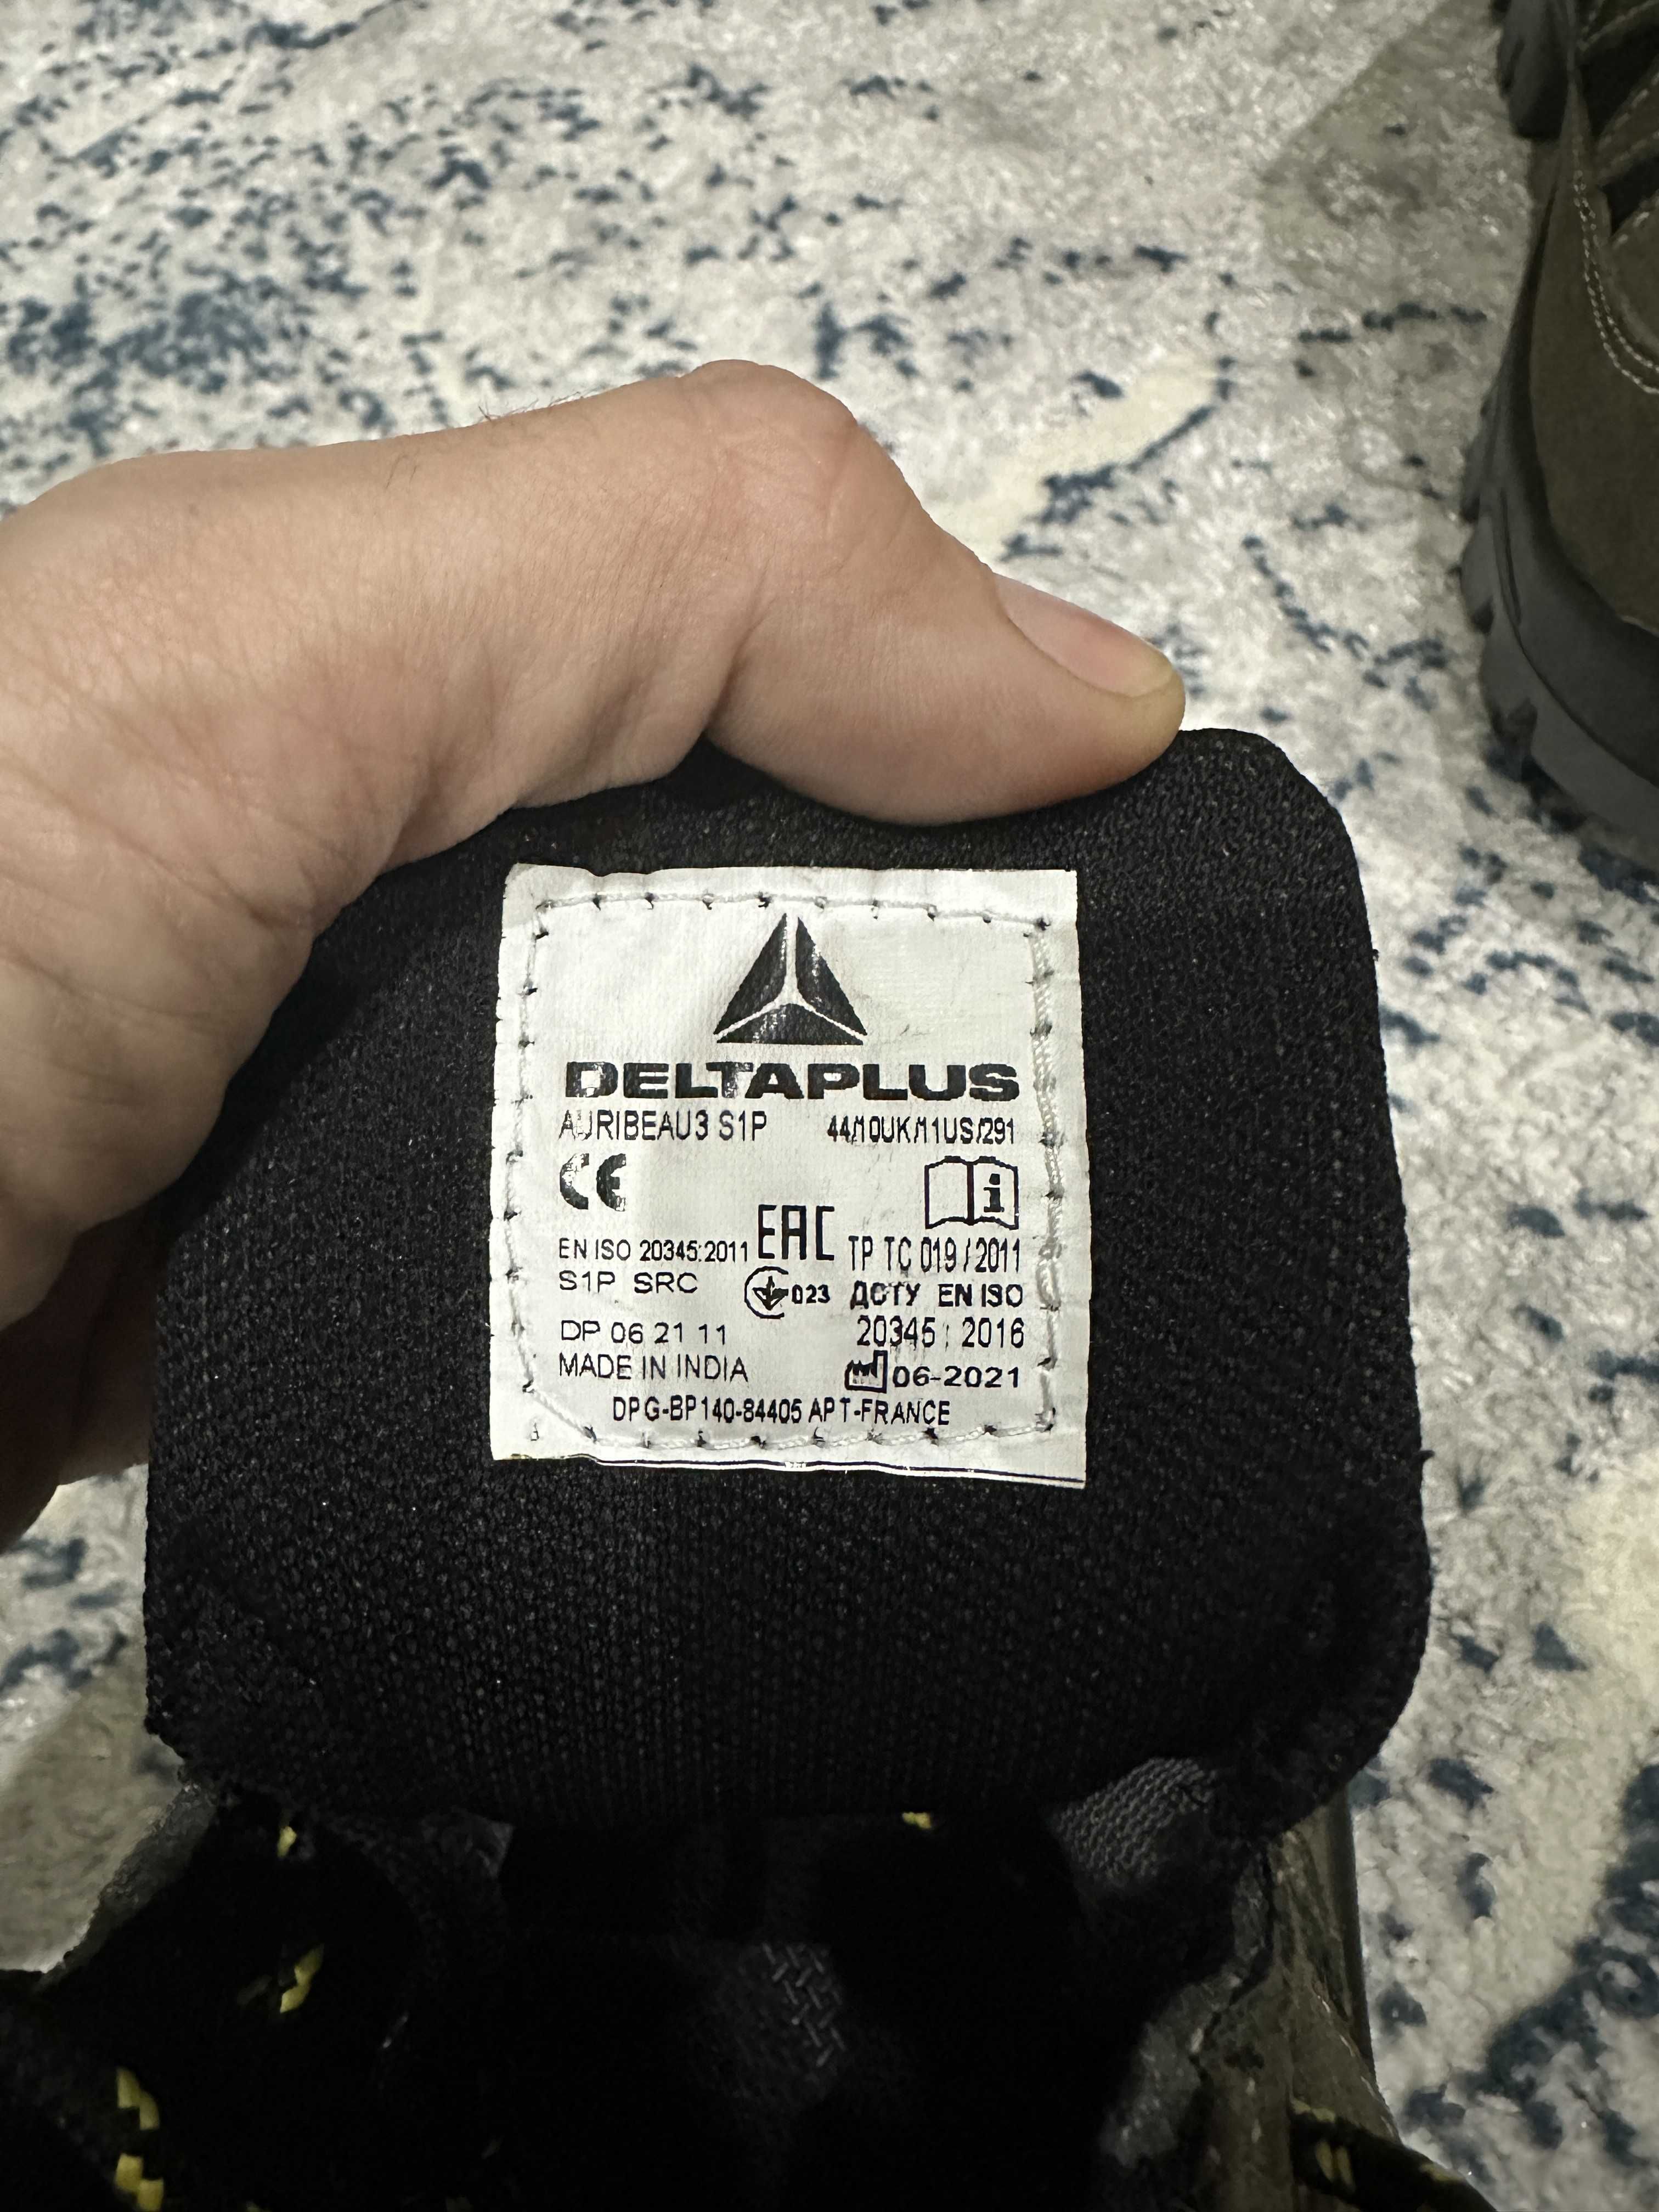 DELTAPLUS
AURIBEAU3 S1P 44/10UK/11US/291
CE
EN ISO 20345:2011 EAC TP TC 019 / 2011
S1P SRC 023 ДСТУ EN ISO
DP 06 21 11 20345 : 2016
MADE IN INDIA 06-2021
DPG-BP140-84405 APT-FRANCE